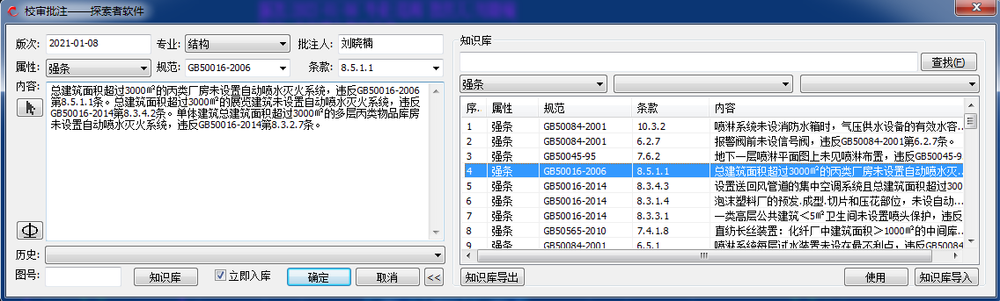 校审批注——探索者软件
版次: 2021-01-08 专业: 结构 批注人: 刘晓楠
属性: 强条 规范: GB50016-2006 条款: 8.5.1.1
内容:
总建筑面积超过3000㎡的丙类厂房未设置自动喷水灭火系统，违反GB50016-2006
第8.5.1.1条。总建筑面积超过3000㎡的展览建筑未设置自动喷水灭火系统，违反
GB50016-2014第8.3.4.2条。单体建筑总建筑面积超过3000㎡的多层丙类物品库房
未设置自动喷水灭火系统，违反GB50016-2014第8.3.2.7条。
历史:
图号: 知识库 立即入库 确定 取消 <<
知识库
查找(F)
强条
序.. 属性 规范 条款 内容
1 强条 GB50084-2001 10.3.2 喷淋系统未设消防水箱时，气压供水设备的有效水容...
2 强条 GB50084-2001 6.2.7 报警阀前未设信号阀，违反GB50084-2001第6.2.7条。
3 强条 GB50045-95 7.6.2 地下一层喷淋平面图上未见喷淋布置，违反GB50045-9...
4 强条 GB50016-2006 8.5.1.1 总建筑面积超过3000㎡的丙类厂房未设置自动喷水灭...
5 强条 GB50016-2014 8.3.4.3 设置送回风管道的集中空调系统且总建筑面积超过300
6 强条 GB50016-2014 8.3.1.4 泡沫塑料厂的预发.成型.切片和压花部位，未设自动...
7 强条 GB50016-2014 8.3.3.1 一类高层公共建筑＜5㎡卫生间未设置喷头保护，违反
8 强条 GB50565-2010 7.4.1.8 直纺长丝装置：化纤厂中建筑面积＞1000㎡的中间库...
9 强条 GB50084-2001 6.5.1 喷淋系统每层试水装置未设在最不利点，违反GB50084
知识库导出 使用 知识库导入